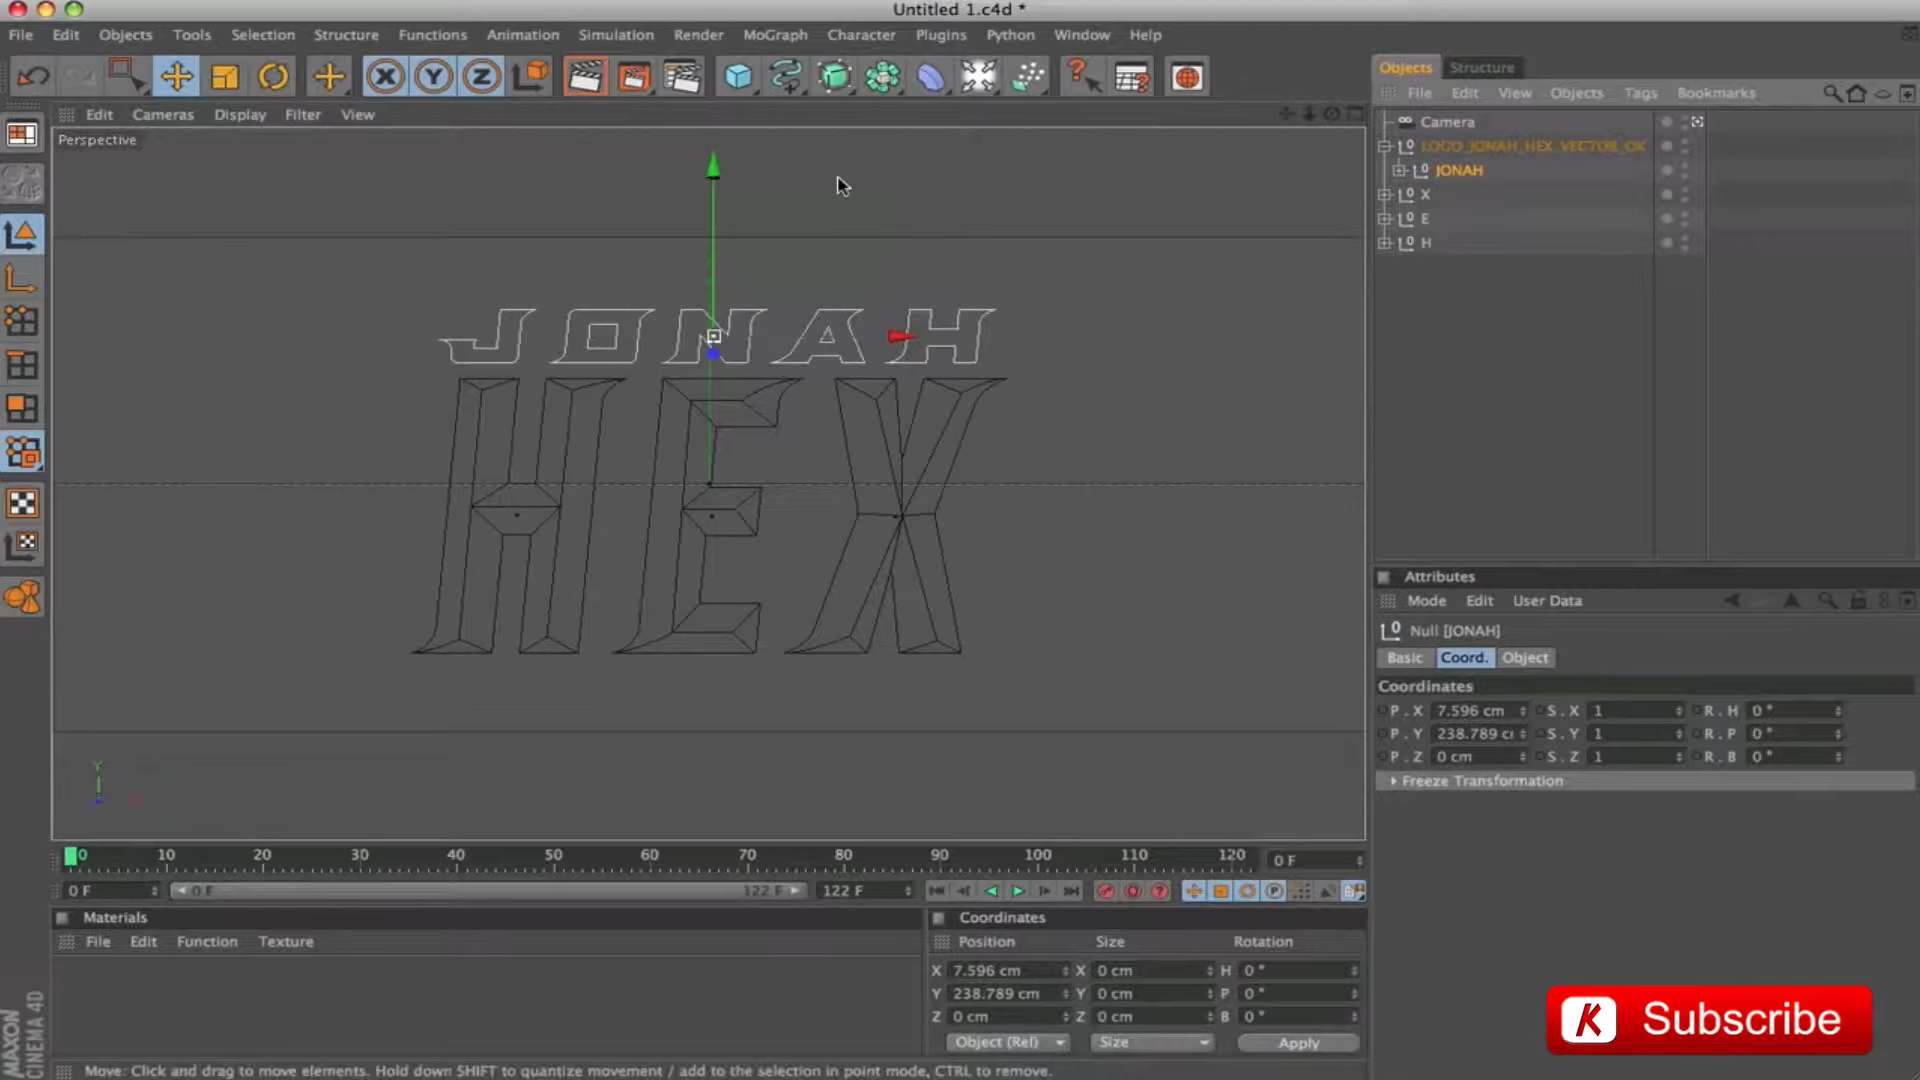 Untitled 1.c4d *
File Edit Objects Tools Selection Structure Functions Animation Simulation Render MoGraph Character Plugins Python Window Help
X Y Z
Objects Structure
File Edit View Objects Tags Bookmarks
Edit Cameras Display Filter View
Perspective
Camera
LOGO_JONAH_HEX_VECTOR_OK
JONAH
X
E
H
JONAH
HEX
Y
Attributes
Mode Edit User Data
Null [JONAH]
Basic Coord. Object
Coordinates
P . X 7.596 cm S . X 1 R . H 0 °
P . Y 238.789 c S . Y 1 R . P 0 °
P . Z 0 cm S . Z 1 R . B 0 °
Freeze Transformation
0 10 20 30 40 50 60 70 80 90 100 110 120 0 F
0 F 0 F 122 F 122 F
Materials
File Edit Function Texture
Coordinates
Position Size Rotation
X 7.596 cm X 0 cm H 0 °
Y 238.789 cm Y 0 cm P 0 °
Z 0 cm Z 0 cm B 0 °
Object (Rel) Size Apply
MAXON
CINEMA 4D
Move: Click and drag to move elements. Hold down SHIFT to quantize movement / add to the selection in point mode, CTRL to remove.
K Subscribe